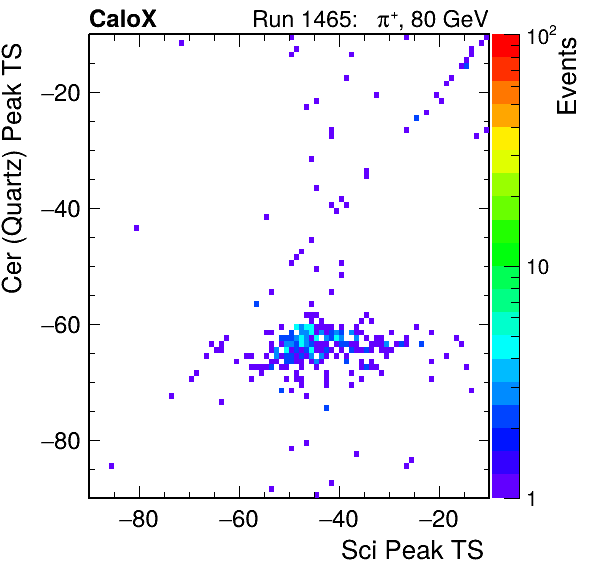 CaloX
Run 1465: π+, 80 GeV
Cer (Quartz) Peak TS
−20
−40
−60
−80
−80
−60
−40
−20
Sci Peak TS
10²
10
1
Events